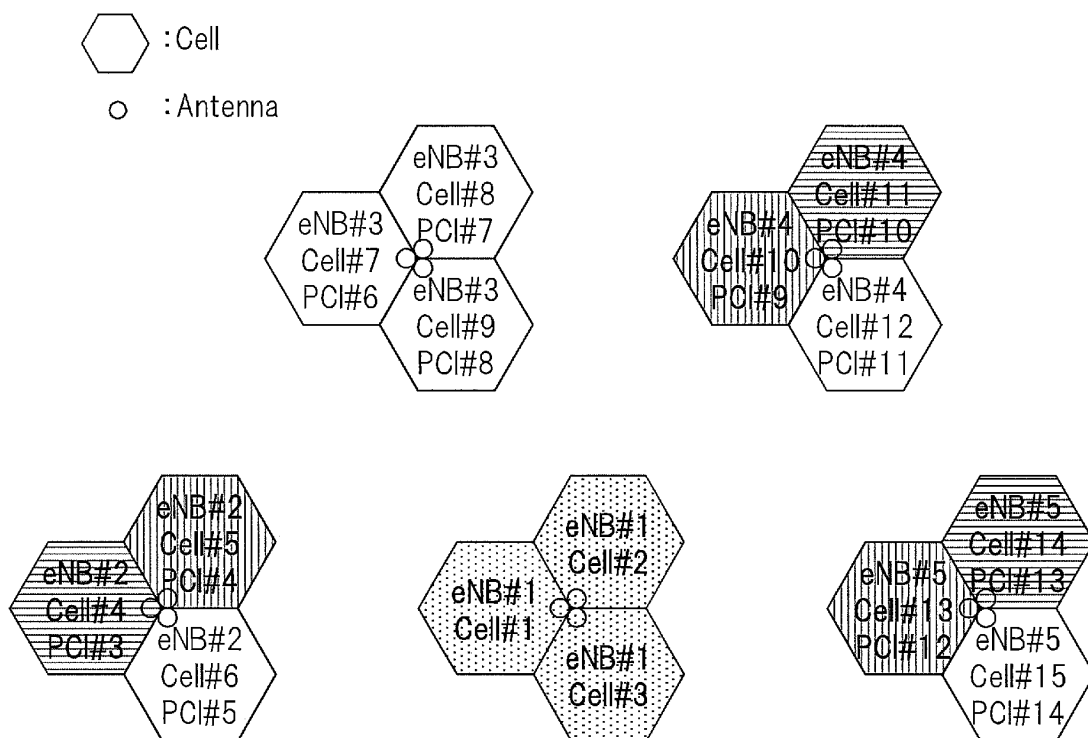 :Cell
:Antenna
eNB#3
Cell#8
PCI#7
eNB#3
Cell#7
PCI#6
eNB#3
Cell#9
PCI#8
eNB#4
Cell#11
PCI#10
eNB#4
Cell#10
PCI#9
eNB#4
Cell#12
PCI#11
eNB#2
Cell#5
PCI#4
eNB#2
Cell#4
PCI#3
eNB#2
Cell#6
PCI#5
eNB#1
Cell#2
eNB#1
Cell#1
eNB#1
Cell#3
eNB#5
Cell#14
PCI#13
eNB#5
Cell#13
PCI#12
eNB#5
Cell#15
PCI#14